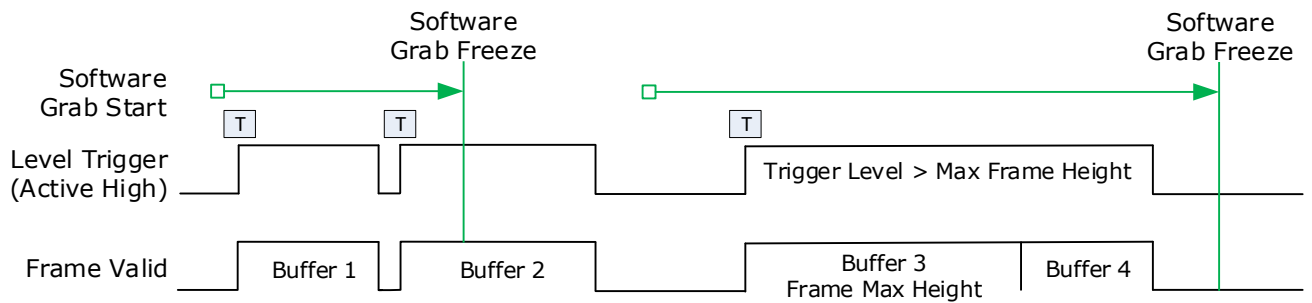 Software
Grab Freeze
Software
Grab Freeze
Software
Grab Start
T
T
T
Level Trigger
(Active High)
Trigger Level > Max Frame Height
Frame Valid
Buffer 1
Buffer 2
Buffer 3
Frame Max Height
Buffer 4